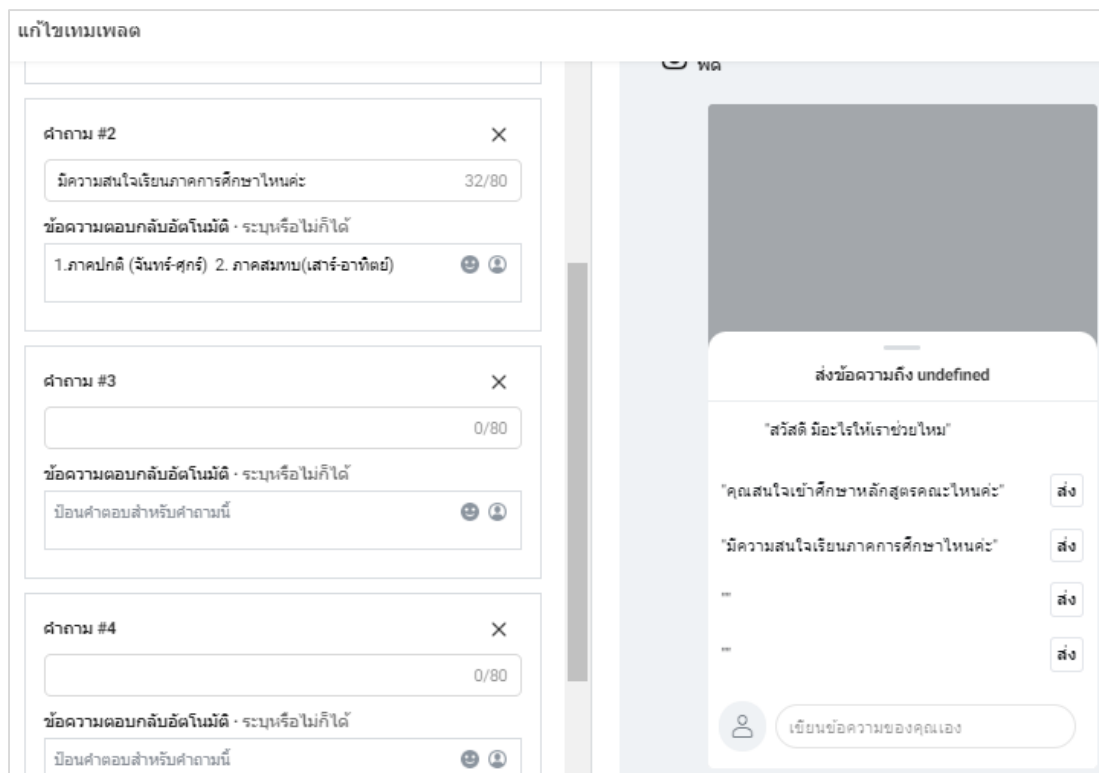 แก้ไขเทมเพลต
คำถาม #2
มีความสนใจเรียนภาคการศึกษาไหนค่ะ 32/80
ข้อความตอบกลับอัตโนมัติ · ระบุหรือไม่ก็ได้
1.ภาคปกติ (จันทร์-ศุกร์) 2. ภาคสมทบ(เสาร์-อาทิตย์)
คำถาม #3
0/80
ข้อความตอบกลับอัตโนมัติ · ระบุหรือไม่ก็ได้
ป้อนคำตอบสำหรับคำถามนี้
คำถาม #4
0/80
ข้อความตอบกลับอัตโนมัติ · ระบุหรือไม่ก็ได้
ป้อนคำตอบสำหรับคำถามนี้
ฟีด
ส่งข้อความถึง undefined
"สวัสดี มีอะไรให้เราช่วยไหม"
"คุณสนใจเข้าศึกษาหลักสูตรคณะไหนค่ะ" ส่ง
"มีความสนใจเรียนภาคการศึกษาไหนค่ะ" ส่ง
"" ส่ง
"" ส่ง
เขียนข้อความของคุณเอง